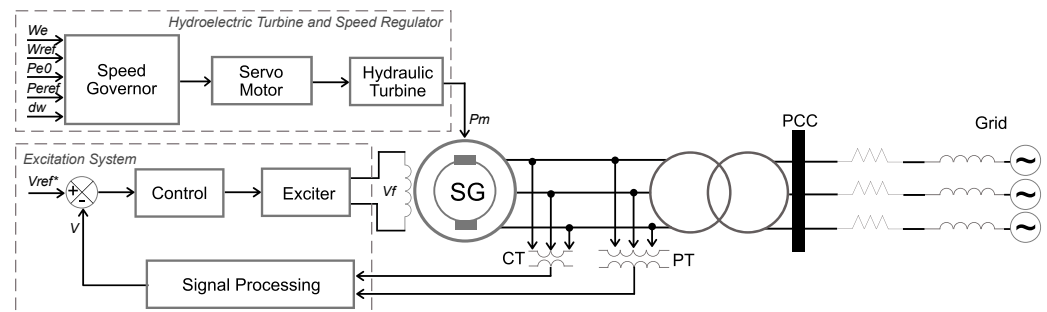 Hydroelectric Turbine and Speed Regulator
We
Wref
Pe0
Peref
dw
Speed
Governor
Servo
Motor
Hydraulic
Turbine
Pm
Excitation System
Vref*
+
-
V
Control
Exciter
Vf
SG
CT
PT
PCC
Grid
~
~
~
Signal Processing